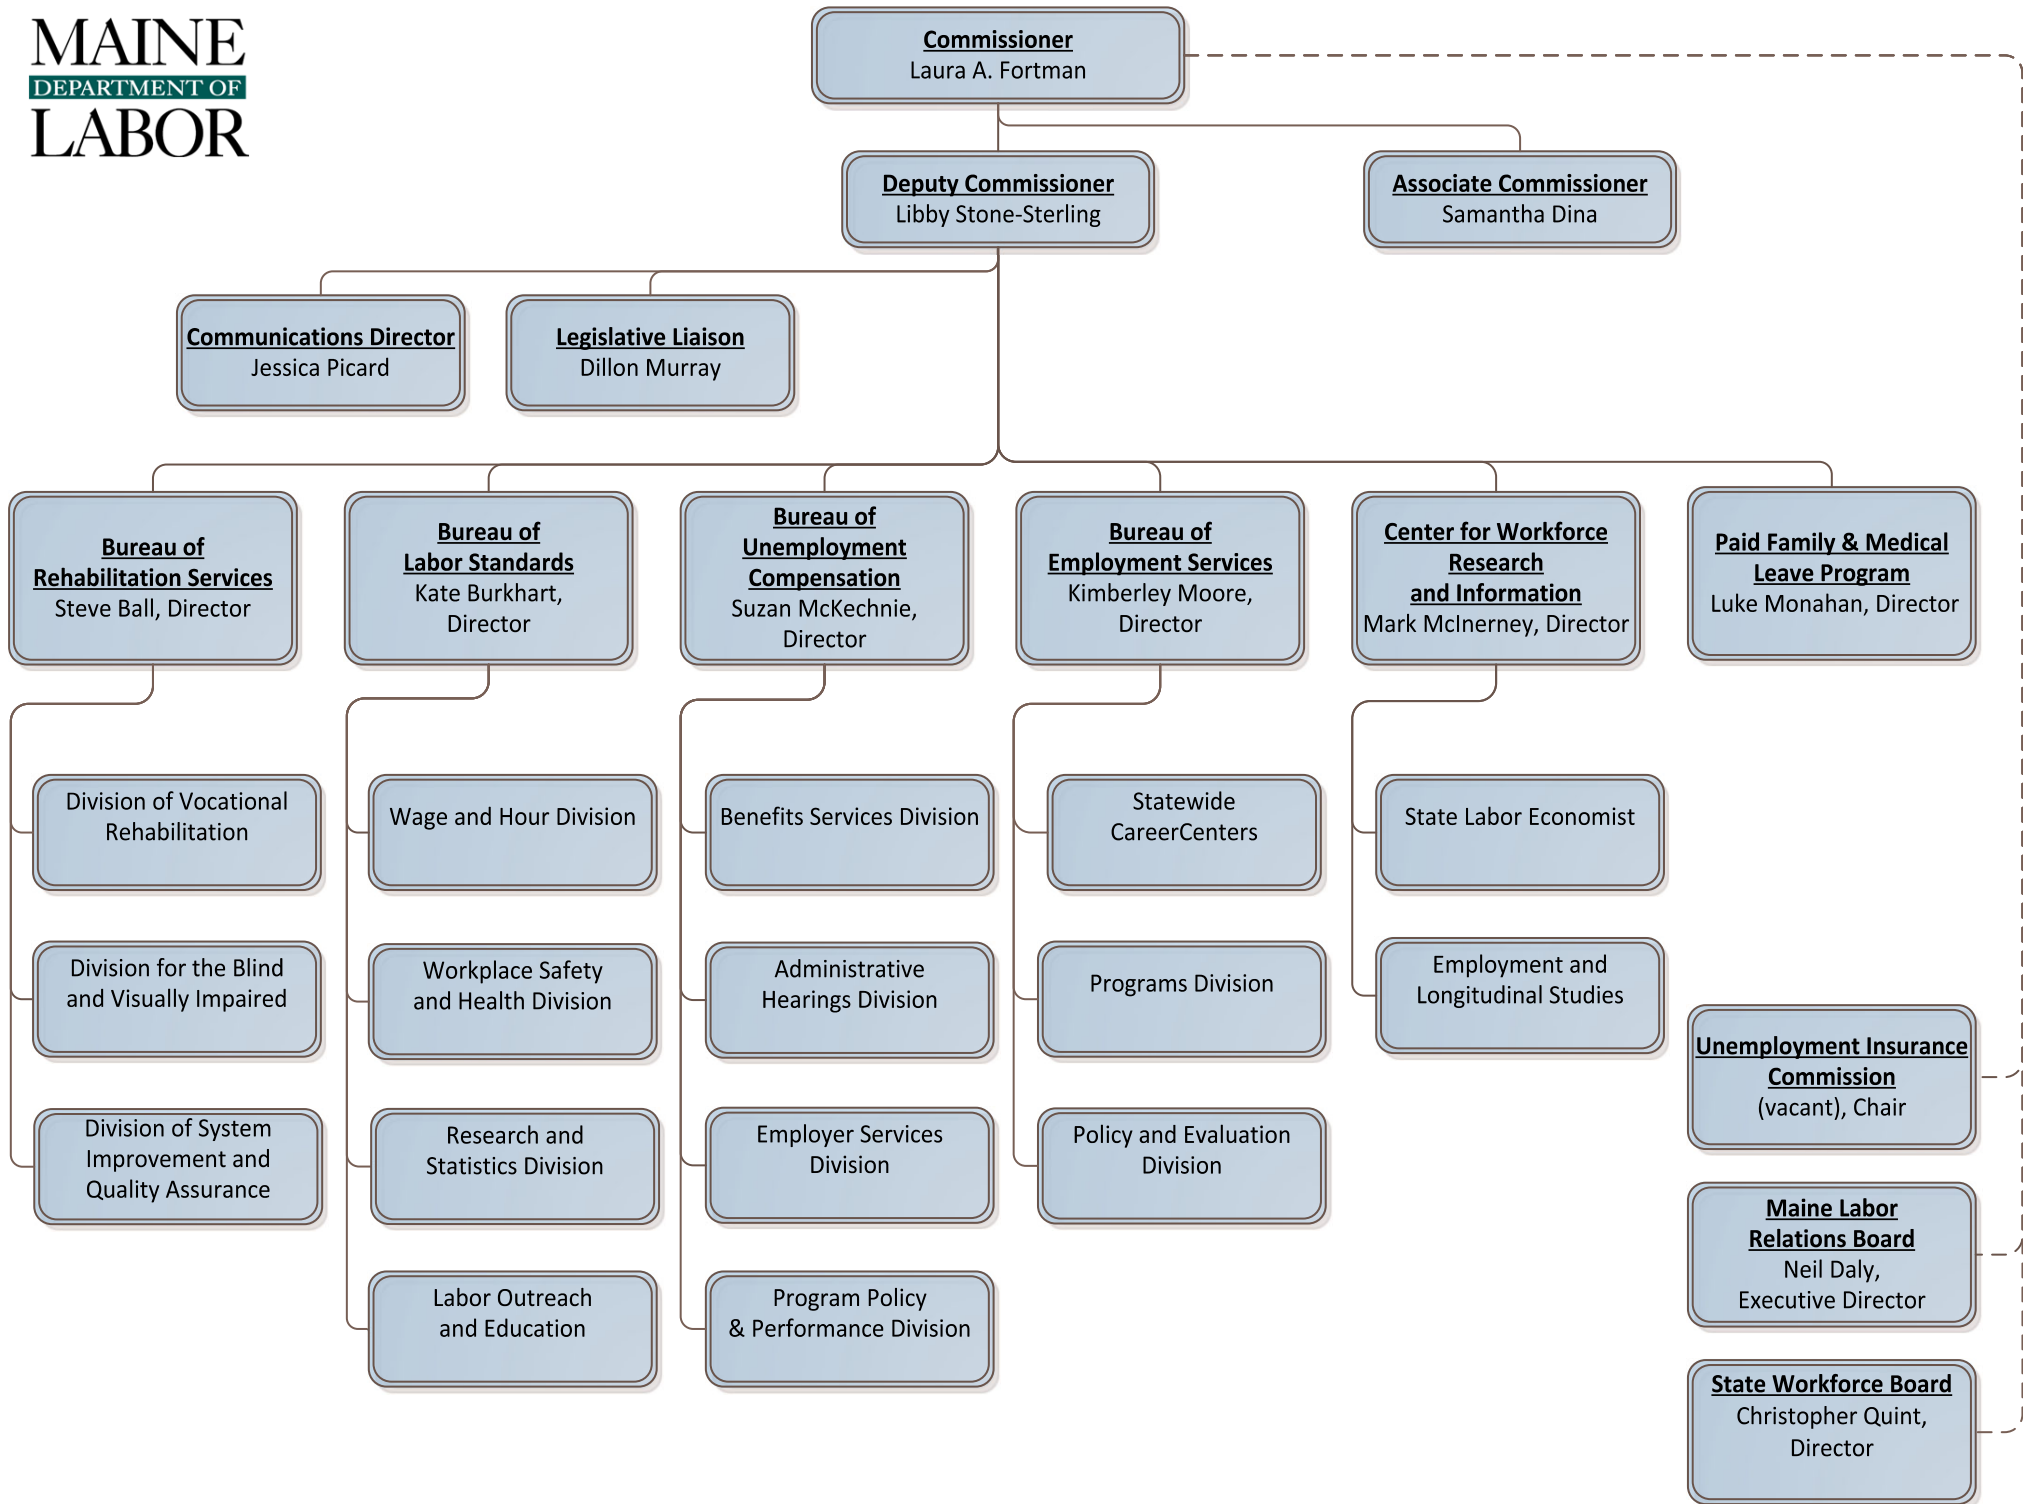 MAINE
DEPARTMENT OF
LABOR
Commissioner
Laura A. Fortman
Deputy Commissioner
Libby Stone-Sterling
Associate Commissioner
Samantha Dina
Communications Director
Jessica Picard
Legislative Liaison
Dillon Murray
Bureau of
Rehabilitation Services
Steve Ball, Director
Bureau of
Labor Standards
Kate Burkhart,
Director
Bureau of
Unemployment
Compensation
Suzan McKechnie,
Director
Bureau of
Employment Services
Kimberley Moore,
Director
Center for Workforce
Research
and Information
Mark McInerney, Director
Paid Family & Medical
Leave Program
Luke Monahan, Director
Division of Vocational
Rehabilitation
Wage and Hour Division
Benefits Services Division
Statewide
CareerCenters
State Labor Economist
Division for the Blind
and Visually Impaired
Workplace Safety
and Health Division
Administrative
Hearings Division
Programs Division
Employment and
Longitudinal Studies
Unemployment Insurance
Commission
(vacant), Chair
Division of System
Improvement and
Quality Assurance
Research and
Statistics Division
Employer Services
Division
Policy and Evaluation
Division
Maine Labor
Relations Board
Neil Daly,
Executive Director
Labor Outreach
and Education
Program Policy
& Performance Division
State Workforce Board
Christopher Quint,
Director